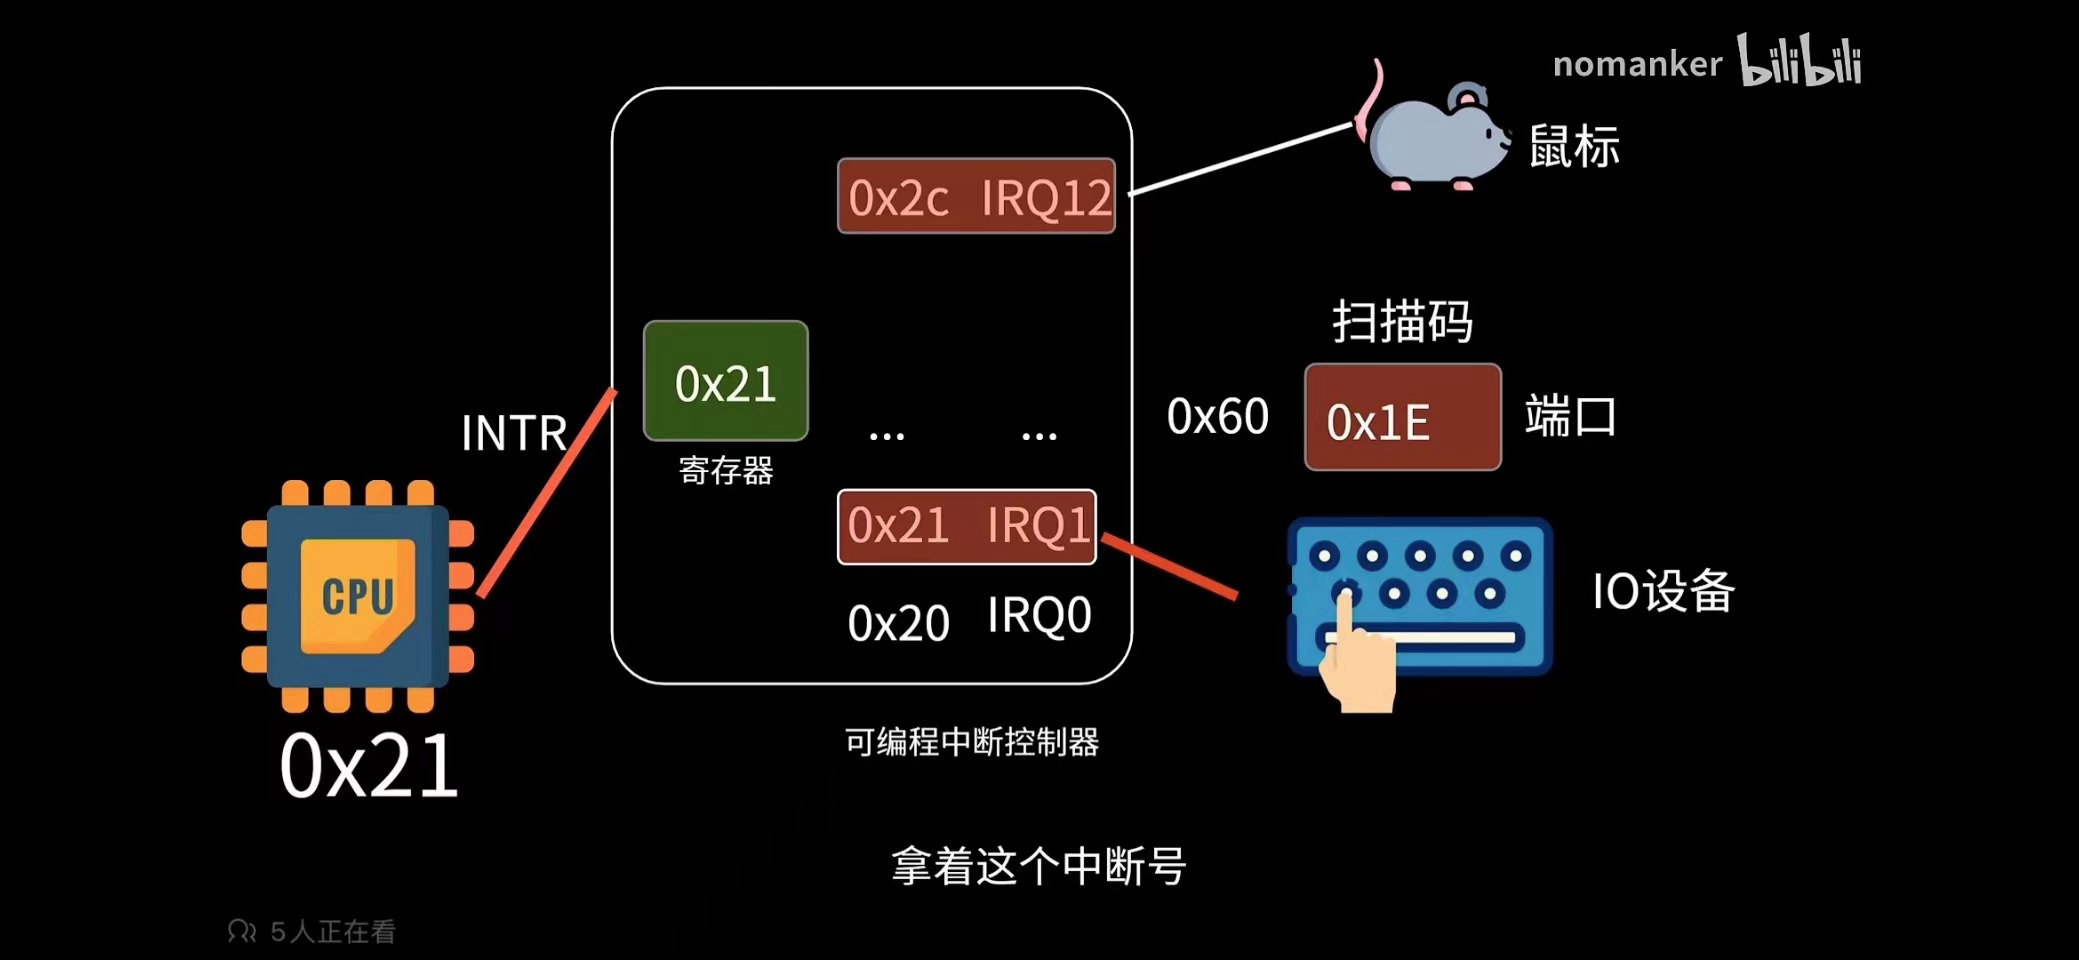 nomanker bilibili
鼠标
0x2c IRQ12
扫描码
0x21
寄存器
INTR
... ...
0x60 0x1E 端口
0x21 IRQ1
0x20 IRQ0
IO设备
CPU
0x21
可编程中断控制器
拿着这个中断号
5人正在看